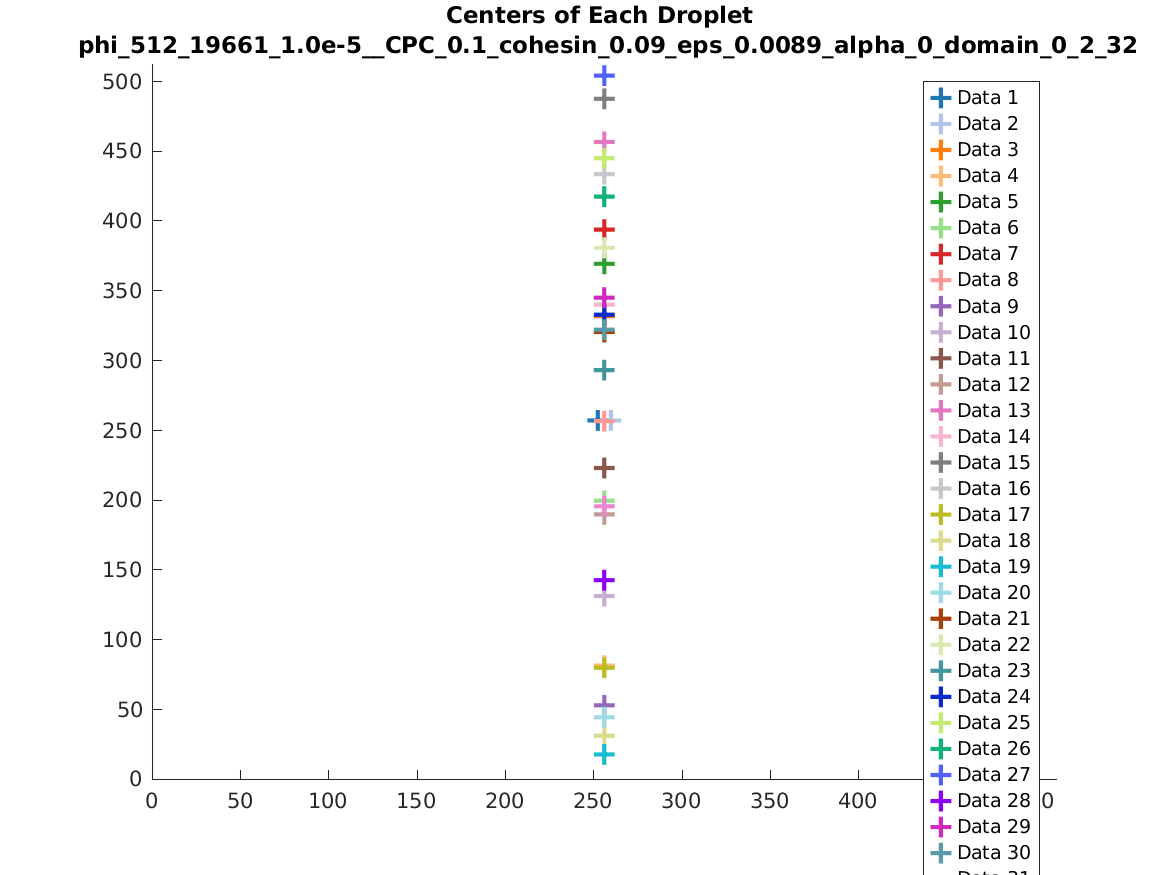 Centers of Each Droplet
phi_512_19661_1.0e-5__CPC_0.1_cohesin_0.09_eps_0.0089_alpha_0_domain_0_2_32
500
450
400
350
300
250
200
150
100
50
0
0 50 100 150 200 250 300 350 400 0
Data 1
Data 2
Data 3
Data 4
Data 5
Data 6
Data 7
Data 8
Data 9
Data 10
Data 11
Data 12
Data 13
Data 14
Data 15
Data 16
Data 17
Data 18
Data 19
Data 20
Data 21
Data 22
Data 23
Data 24
Data 25
Data 26
Data 27
Data 28
Data 29
Data 30